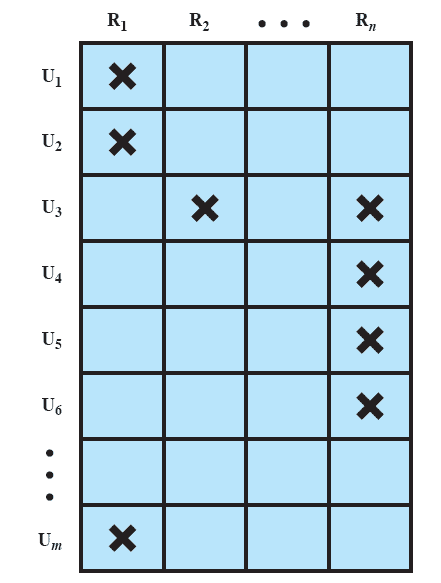 R₁ R₂ • • • Rₙ
U₁ ✖
U₂ ✖
U₃ ✖ ✖
U₄ ✖
U₅ ✖
U₆ ✖
•
•
•
Uₘ ✖